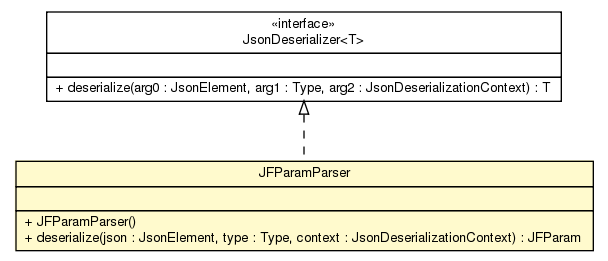 «interface»
JsonDeserializer<T>
+ deserialize(arg0 : JsonElement, arg1 : Type, arg2 : JsonDeserializationContext) : T
JFParamParser
+ JFParamParser()
+ deserialize(json : JsonElement, type : Type, context : JsonDeserializationContext) : JFParam